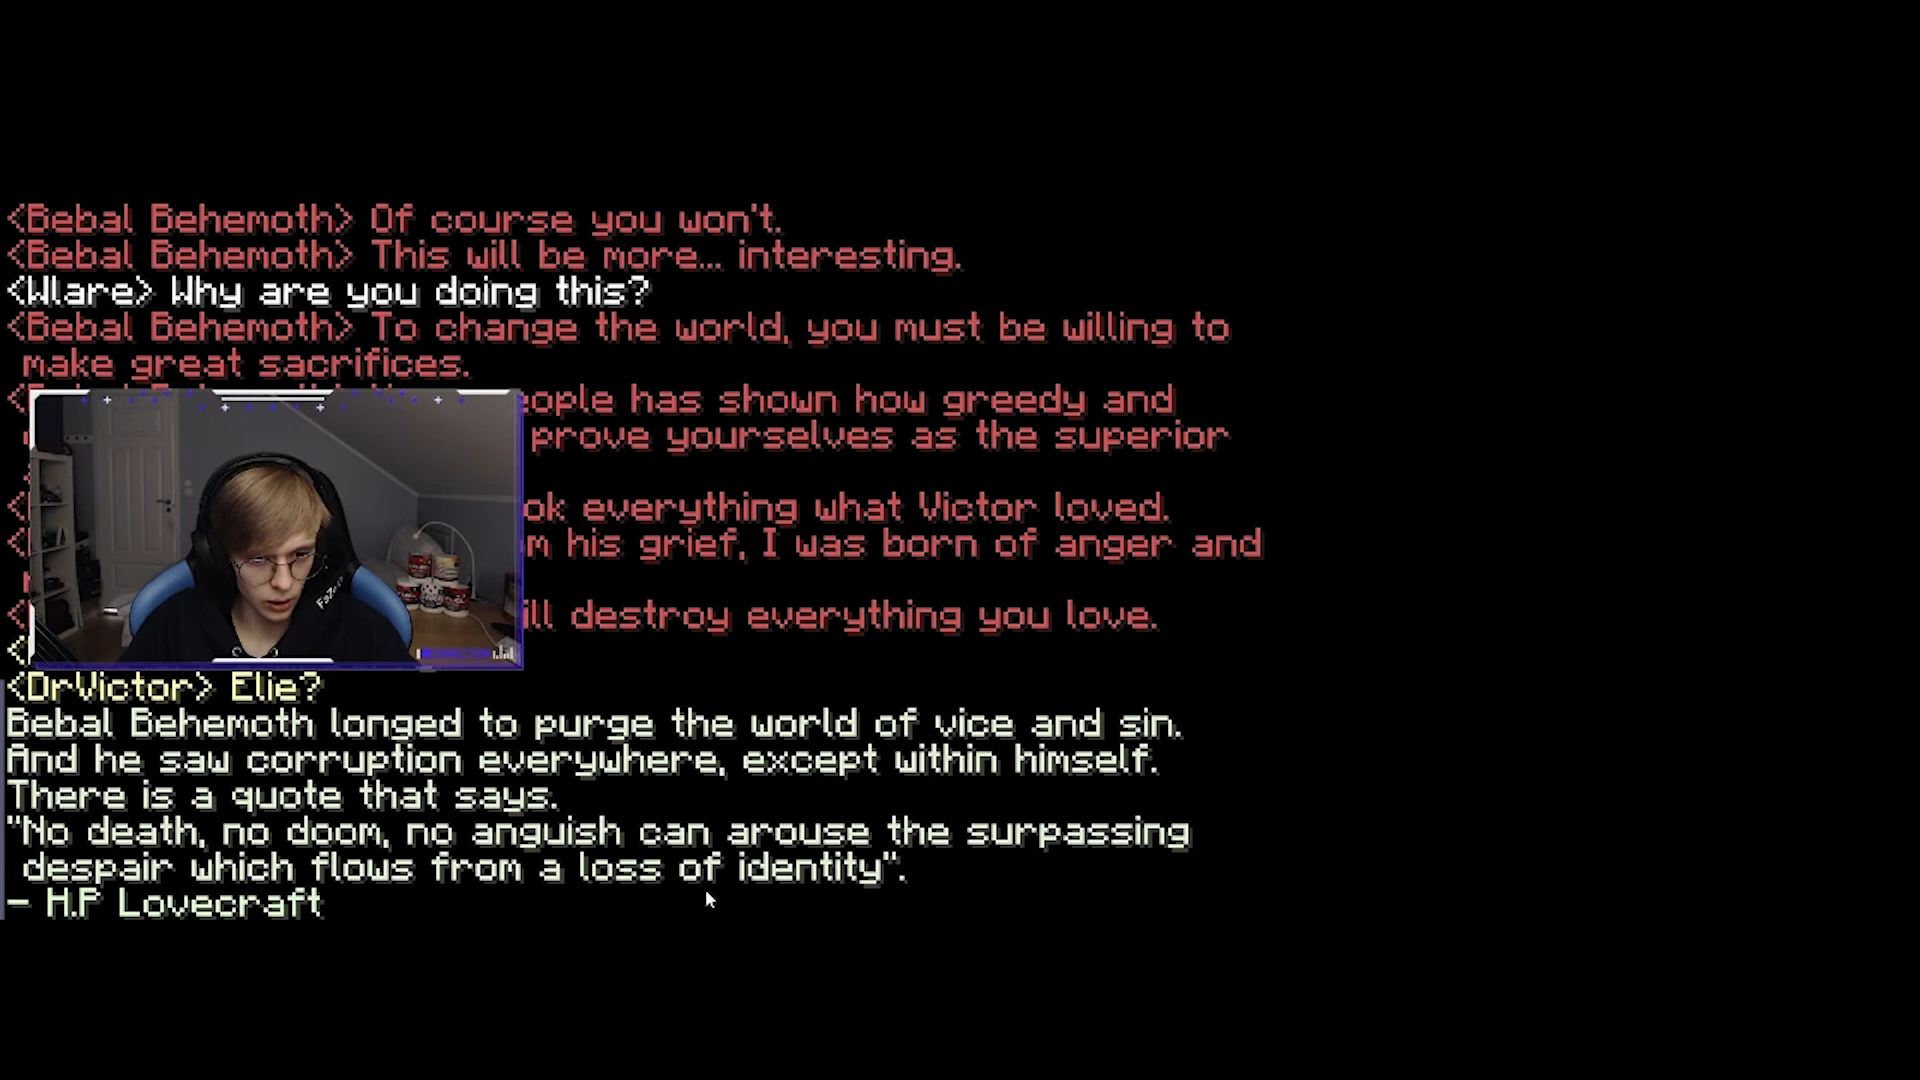 <Bebal Behemoth> Of course you won't.
<Bebal Behemoth> This will be more... interesting.
<Wlare> Why are you doing this?
<Bebal Behemoth> To change the world, you must be willing to
make great sacrifices.
has shown how greedy and
prove yourselves as the superior
everything what Victor loved.
his grief, I was born of anger and
destroy everything you love.
<DrVictor> Elie?
Bebal Behemoth longed to purge the world of vice and sin.
And he saw corruption everywhere, except within himself.
There is a quote that says.
"No death, no doom, no anguish can arouse the surpassing
despair which flows from a loss of identity".
- H.P Lovecraft